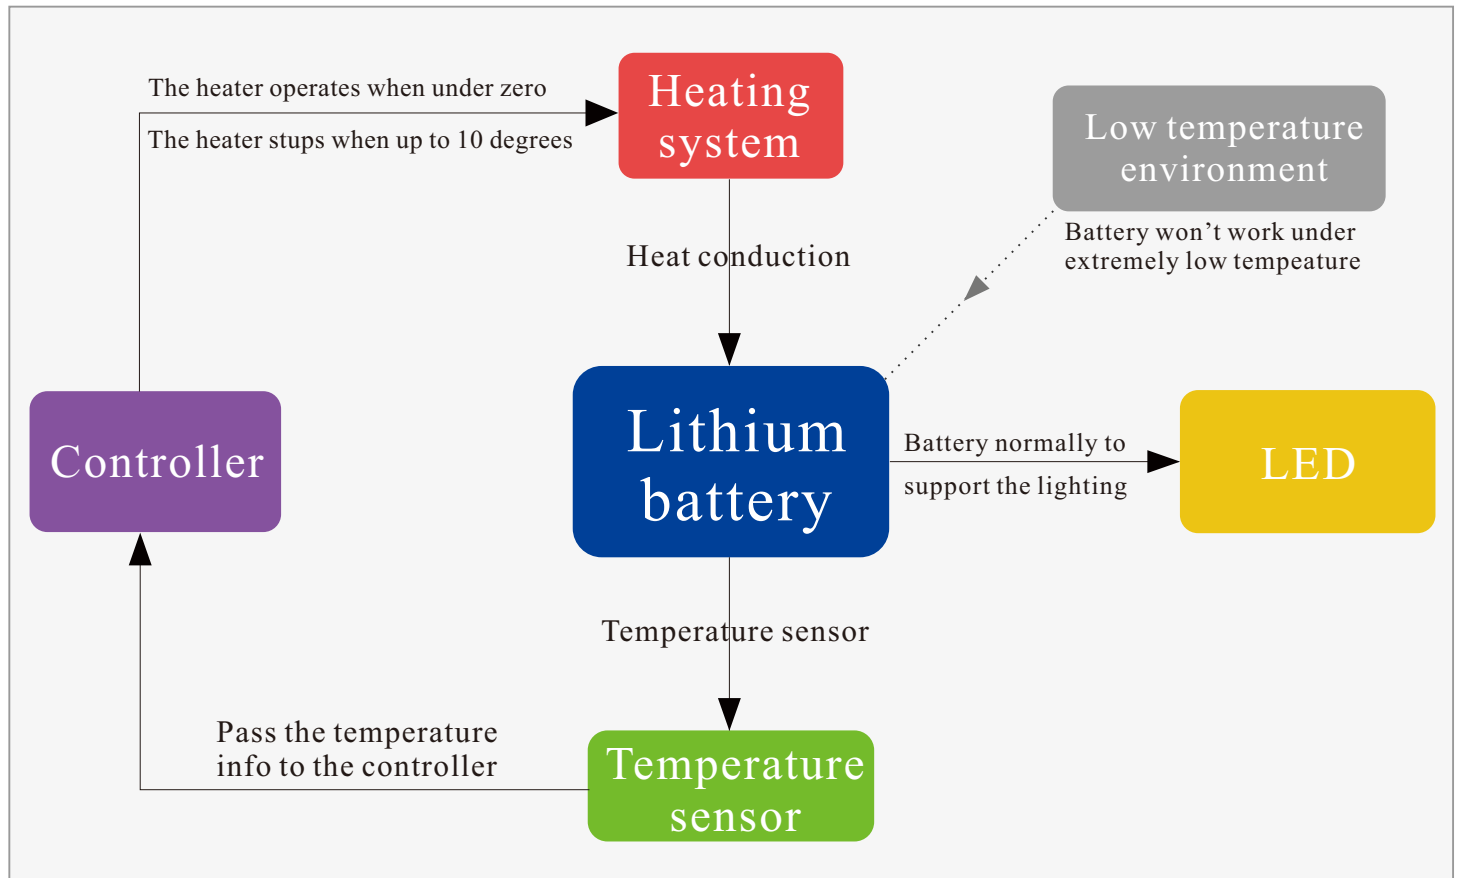 The heater operates when under zero
The heater stups when up to 10 degrees
Heating
system
Low temperature
environment
Battery won’t work under
extremely low tempeature
Heat conduction
Controller
Lithium
battery
Battery normally to
support the lighting
LED
Temperature sensor
Pass the temperature
info to the controller
Temperature
sensor